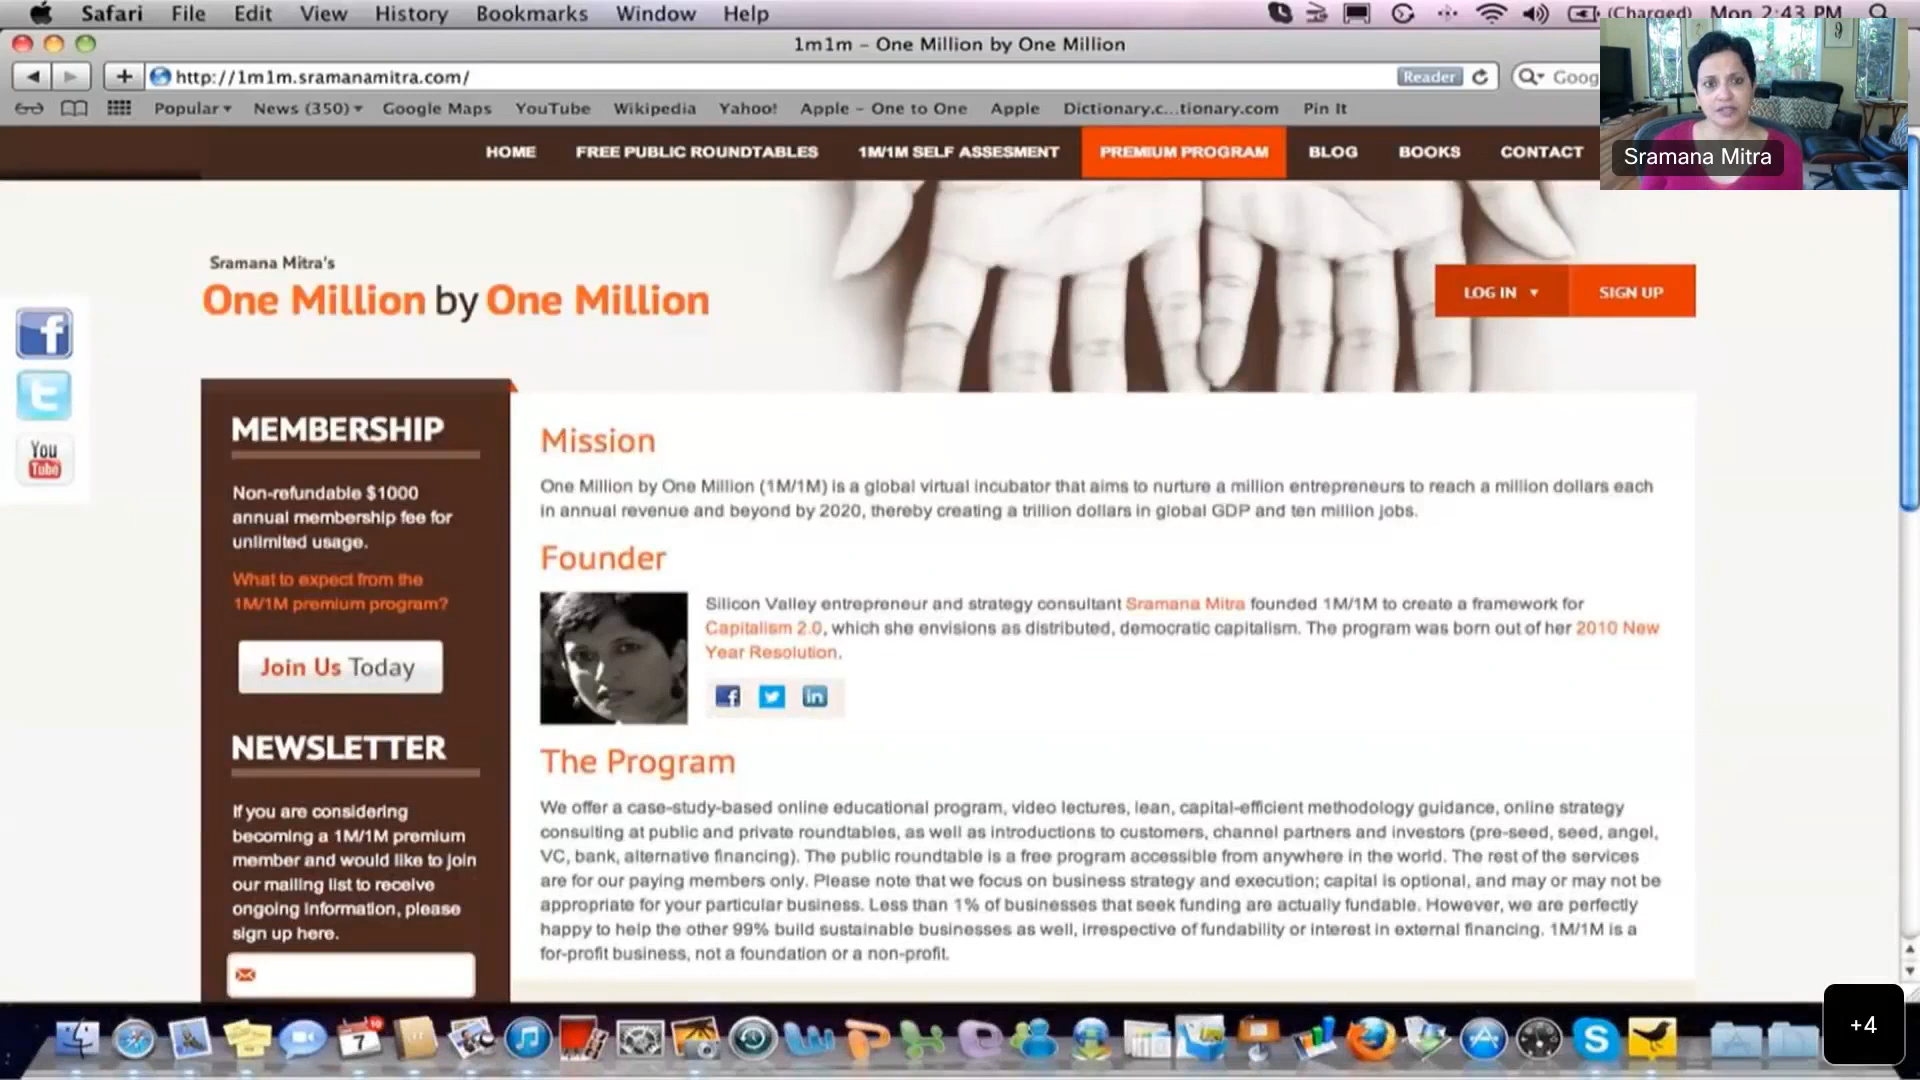 Safari File Edit View History Bookmarks Window Help (Charged) Mon 2:43 PM
1m1m – One Million by One Million
http://1m1m.sramanamitra.com/ Reader Goog
Popular News (350) Google Maps YouTube Wikipedia Yahoo! Apple – One to One Apple Dictionary.c...tionary.com Pin It
HOME FREE PUBLIC ROUNDTABLES 1M/1M SELF ASSESMENT PREMIUM PROGRAM BLOG BOOKS CONTACT
Sramana Mitra
Sramana Mitra's
One Million by One Million
LOG IN SIGN UP
You
Tube
MEMBERSHIP
Non-refundable $1000
annual membership fee for
unlimited usage.
What to expect from the
1M/1M premium program?
Join Us Today
NEWSLETTER
If you are considering
becoming a 1M/1M premium
member and would like to join
our mailing list to receive
ongoing information, please
sign up here.
Mission
One Million by One Million (1M/1M) is a global virtual incubator that aims to nurture a million entrepreneurs to reach a million dollars each
in annual revenue and beyond by 2020, thereby creating a trillion dollars in global GDP and ten million jobs.
Founder
Silicon Valley entrepreneur and strategy consultant Sramana Mitra founded 1M/1M to create a framework for
Capitalism 2.0, which she envisions as distributed, democratic capitalism. The program was born out of her 2010 New
Year Resolution.
The Program
We offer a case-study-based online educational program, video lectures, lean, capital-efficient methodology guidance, online strategy
consulting at public and private roundtables, as well as introductions to customers, channel partners and investors (pre-seed, seed, angel,
VC, bank, alternative financing). The public roundtable is a free program accessible from anywhere in the world. The rest of the services
are for our paying members only. Please note that we focus on business strategy and execution; capital is optional, and may or may not be
appropriate for your particular business. Less than 1% of businesses that seek funding are actually fundable. However, we are perfectly
happy to help the other 99% build sustainable businesses as well, irrespective of fundability or interest in external financing. 1M/1M is a
for-profit business, not a foundation or a non-profit.
7
+4